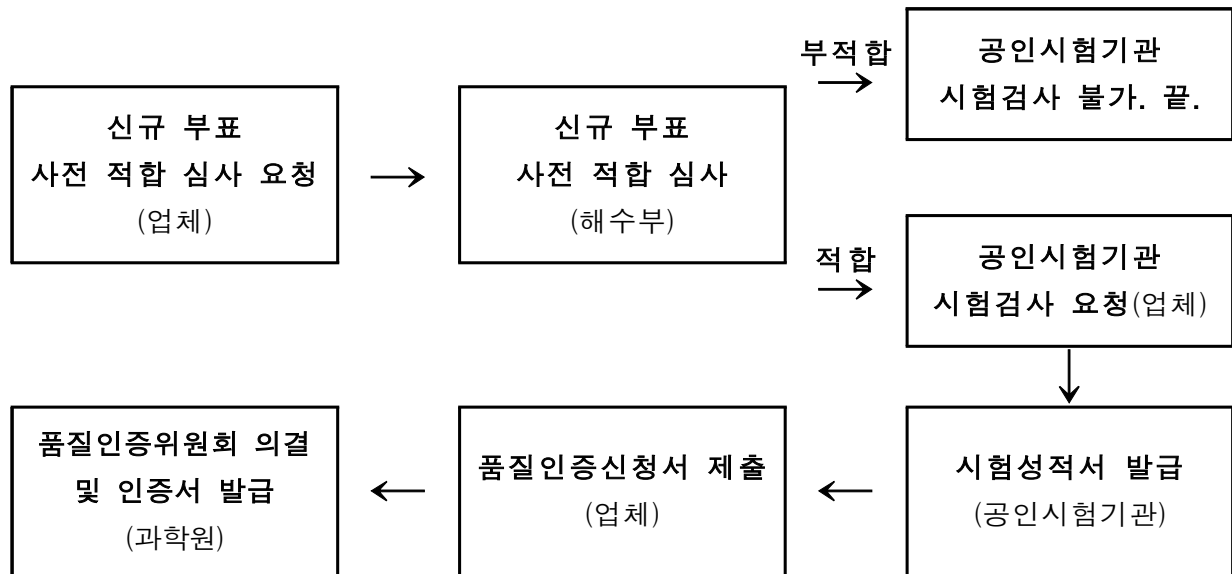 신규 부표
사전 적합 심사 요청
(업체)
신규 부표
사전 적합 심사
(해수부)
부적합
공인시험기관
시험검사 불가. 끝.
적합
공인시험기관
시험검사 요청(업체)
시험성적서 발급
(공인시험기관)
품질인증신청서 제출
(업체)
품질인증위원회 의결
및 인증서 발급
(과학원)